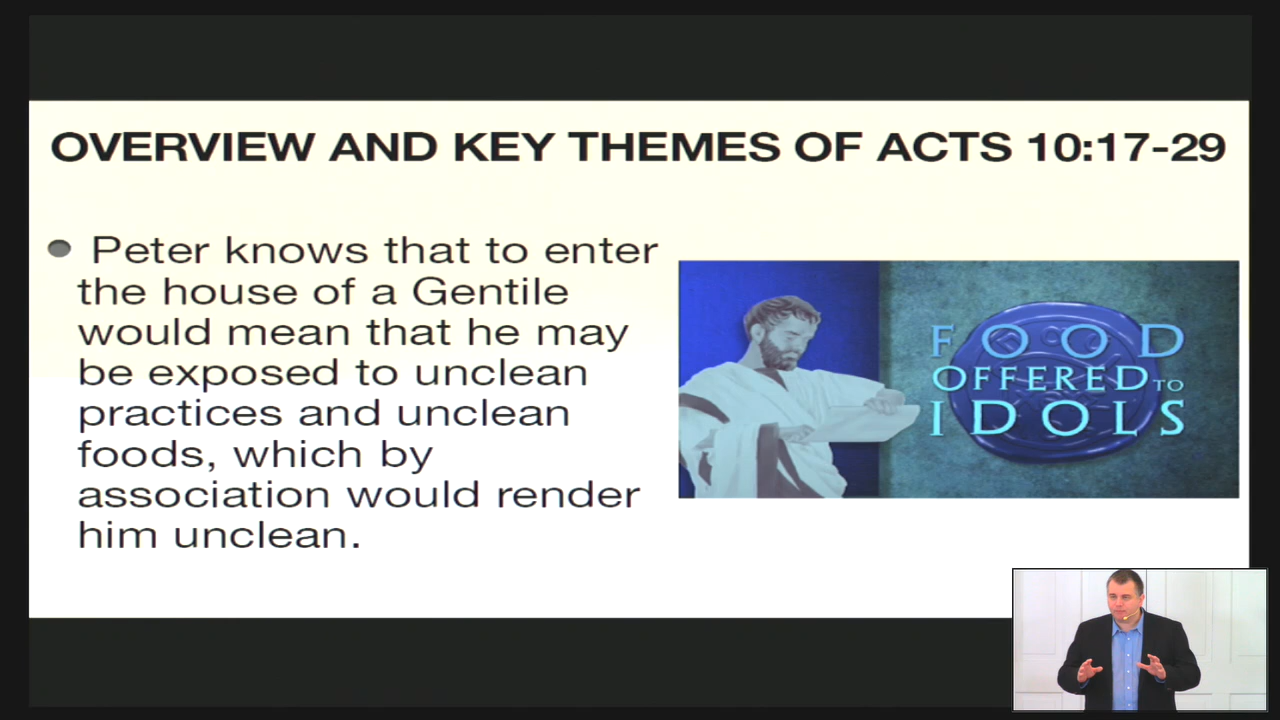 OVERVIEW AND KEY THEMES OF ACTS 10:17-29
Peter knows that to enter
the house of a Gentile
would mean that he may
be exposed to unclean
practices and unclean
foods, which by
association would render
him unclean.
FOOD
OFFERED TO
IDOLS